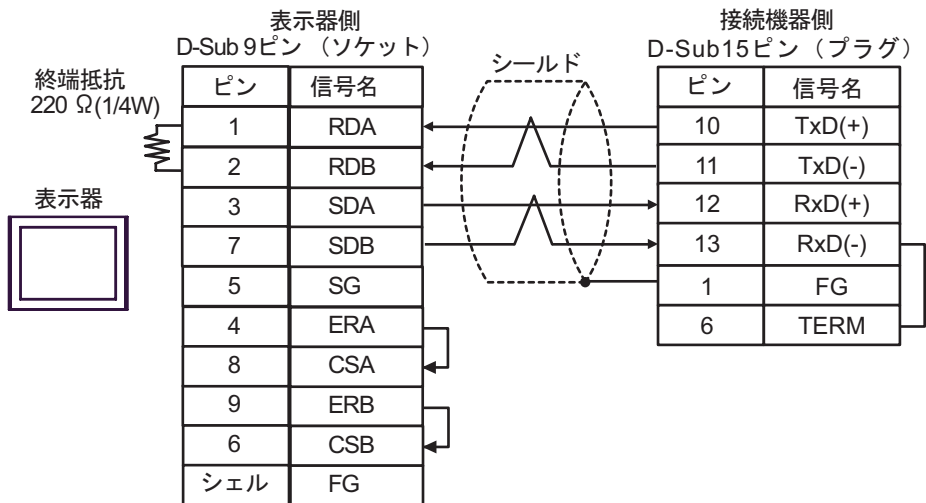 表示器側
D-Sub 9ピン （ソケット）
接続機器側
D-Sub15ピン（プラグ）
終端抵抗
220 Ω(1/4W)
シールド
表示器
ピン 信号名
1 RDA
2 RDB
3 SDA
7 SDB
5 SG
4 ERA
8 CSA
9 ERB
6 CSB
シェル FG
ピン 信号名
10 TxD(+)
11 TxD(-)
12 RxD(+)
13 RxD(-)
1 FG
6 TERM